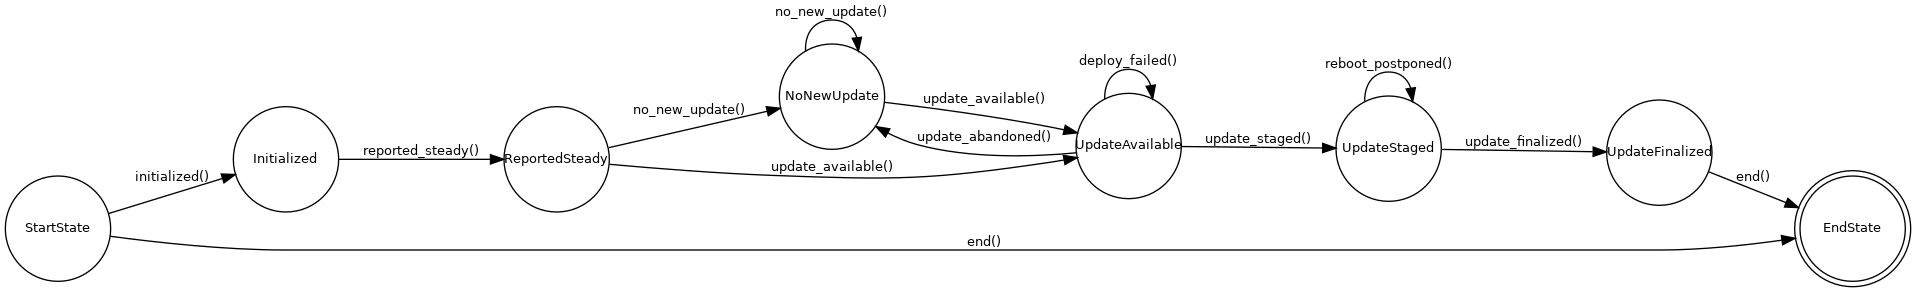 no_new_update()
deploy_failed()
reboot_postponed()
NoNewUpdate
update_available()
no_new_update()
update_abandoned()
update_staged()
update_finalized()
UpdateAvailable
UpdateStaged
UpdateFinalized
reported_steady()
Initialized
ReportedSteady
update_available()
initialized()
end()
StartState
EndState
end()